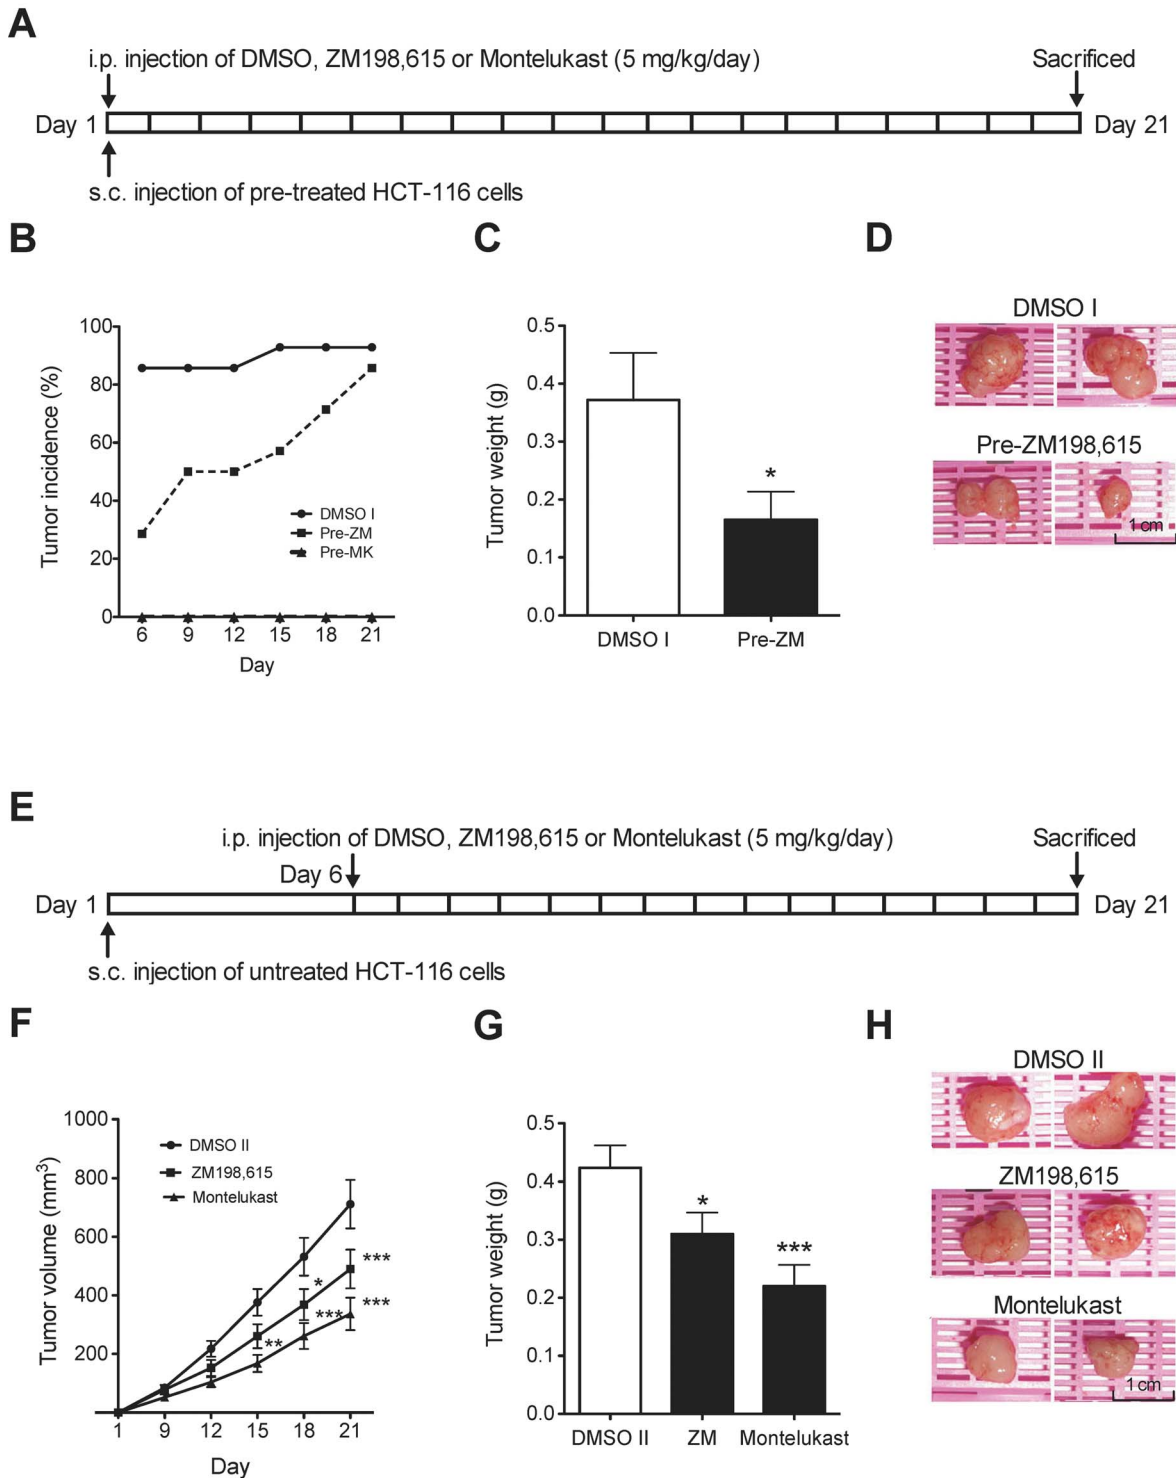 A
i.p. injection of DMSO, ZM198,615 or Montelukast (5 mg/kg/day)
Sacrificed
Day 1
Day 21
s.c. injection of pre-treated HCT-116 cells
B
C
D
Tumor incidence (%)
100
80
60
40
20
0
DMSO I
Pre-ZM
Pre-MK
6 9 12 15 18 21
Day
Tumor weight (g)
0.5
0.4
0.3
0.2
0.1
0.0
*
DMSO I
Pre-ZM
DMSO I
Pre-ZM198,615
1 cm
E
i.p. injection of DMSO, ZM198,615 or Montelukast (5 mg/kg/day)
Sacrificed
Day 6
Day 1
Day 21
s.c. injection of untreated HCT-116 cells
F
G
H
Tumor volume (mm³)
1000
800
600
400
200
DMSO II
ZM198,615
Montelukast
***
*
***
***
**
1 9 12 15 18 21
Day
Tumor weight (g)
0.5
0.4
0.3
0.2
0.1
0.0
*
***
DMSO II
ZM
Montelukast
DMSO II
ZM198,615
Montelukast
1 cm